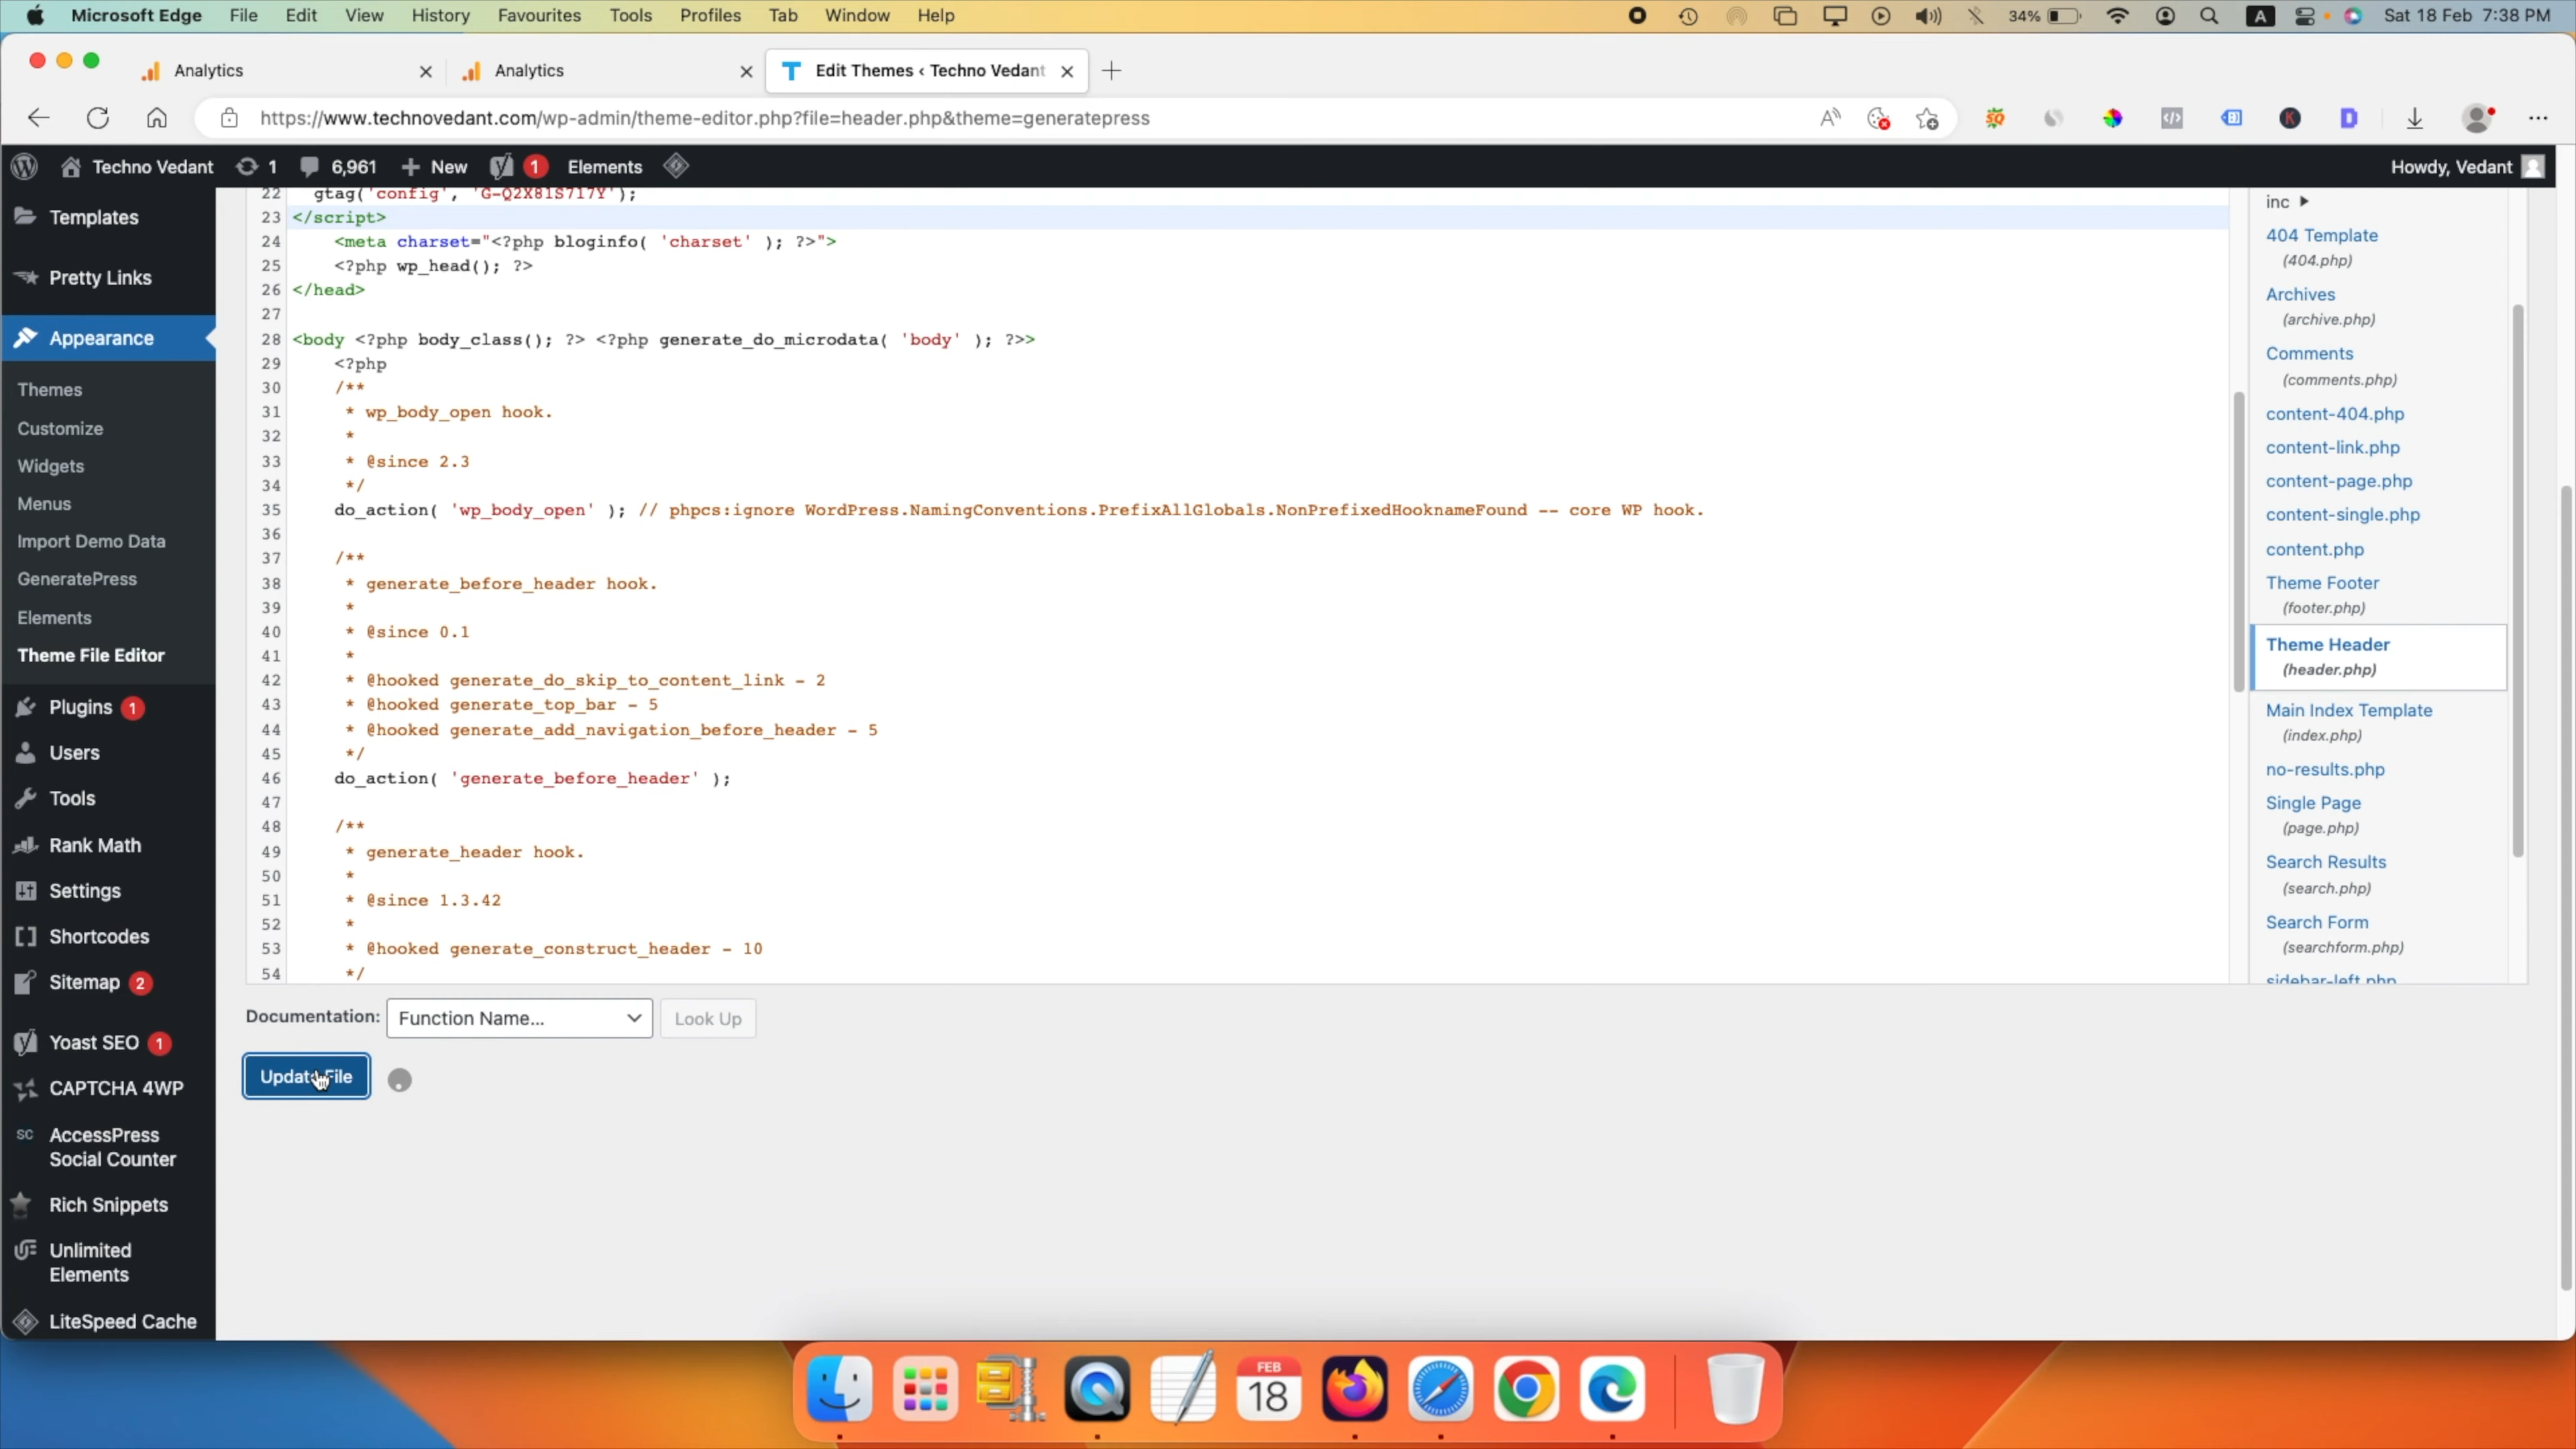 Microsoft Edge File Edit View History Favourites Tools Profiles Tab Window Help
34% A Sat 18 Feb 7:38 PM
Analytics
Analytics
Edit Themes ‹ Techno Vedant
https://www.technovedant.com/wp-admin/theme-editor.php?file=header.php&theme=generatepress
Techno Vedant 1 6,961 New 1 Elements
Howdy, Vedant
Templates
Pretty Links
Appearance
Themes
Customize
Widgets
Menus
Import Demo Data
GeneratePress
Elements
Theme File Editor
Plugins 1
Users
Tools
Rank Math
Settings
Shortcodes
Sitemap 2
Yoast SEO 1
CAPTCHA 4WP
SC AccessPress
Social Counter
Rich Snippets
Unlimited
Elements
LiteSpeed Cache
22 gtag('config', 'G-Q2X81S717Y');
23 </script>
24 <meta charset="<?php bloginfo( 'charset' ); ?>">
25 <?php wp_head(); ?>
26 </head>
27
28 <body <?php body_class(); ?> <?php generate_do_microdata( 'body' ); ?>>
29 <?php
30 /**
31 * wp_body_open hook.
32 *
33 * @since 2.3
34 */
35 do_action( 'wp_body_open' ); // phpcs:ignore WordPress.NamingConventions.PrefixAllGlobals.NonPrefixedHooknameFound -- core WP hook.
36
37 /**
38 * generate_before_header hook.
39 *
40 * @since 0.1
41 *
42 * @hooked generate_do_skip_to_content_link - 2
43 * @hooked generate_top_bar - 5
44 * @hooked generate_add_navigation_before_header - 5
45 */
46 do_action( 'generate_before_header' );
47
48 /**
49 * generate_header hook.
50 *
51 * @since 1.3.42
52 *
53 * @hooked generate_construct_header - 10
54 */
inc
404 Template
(404.php)
Archives
(archive.php)
Comments
(comments.php)
content-404.php
content-link.php
content-page.php
content-single.php
content.php
Theme Footer
(footer.php)
Theme Header
(header.php)
Main Index Template
(index.php)
no-results.php
Single Page
(page.php)
Search Results
(search.php)
Search Form
(searchform.php)
sidebar-left.php
Documentation: Function Name... Look Up
Update File
FEB
18